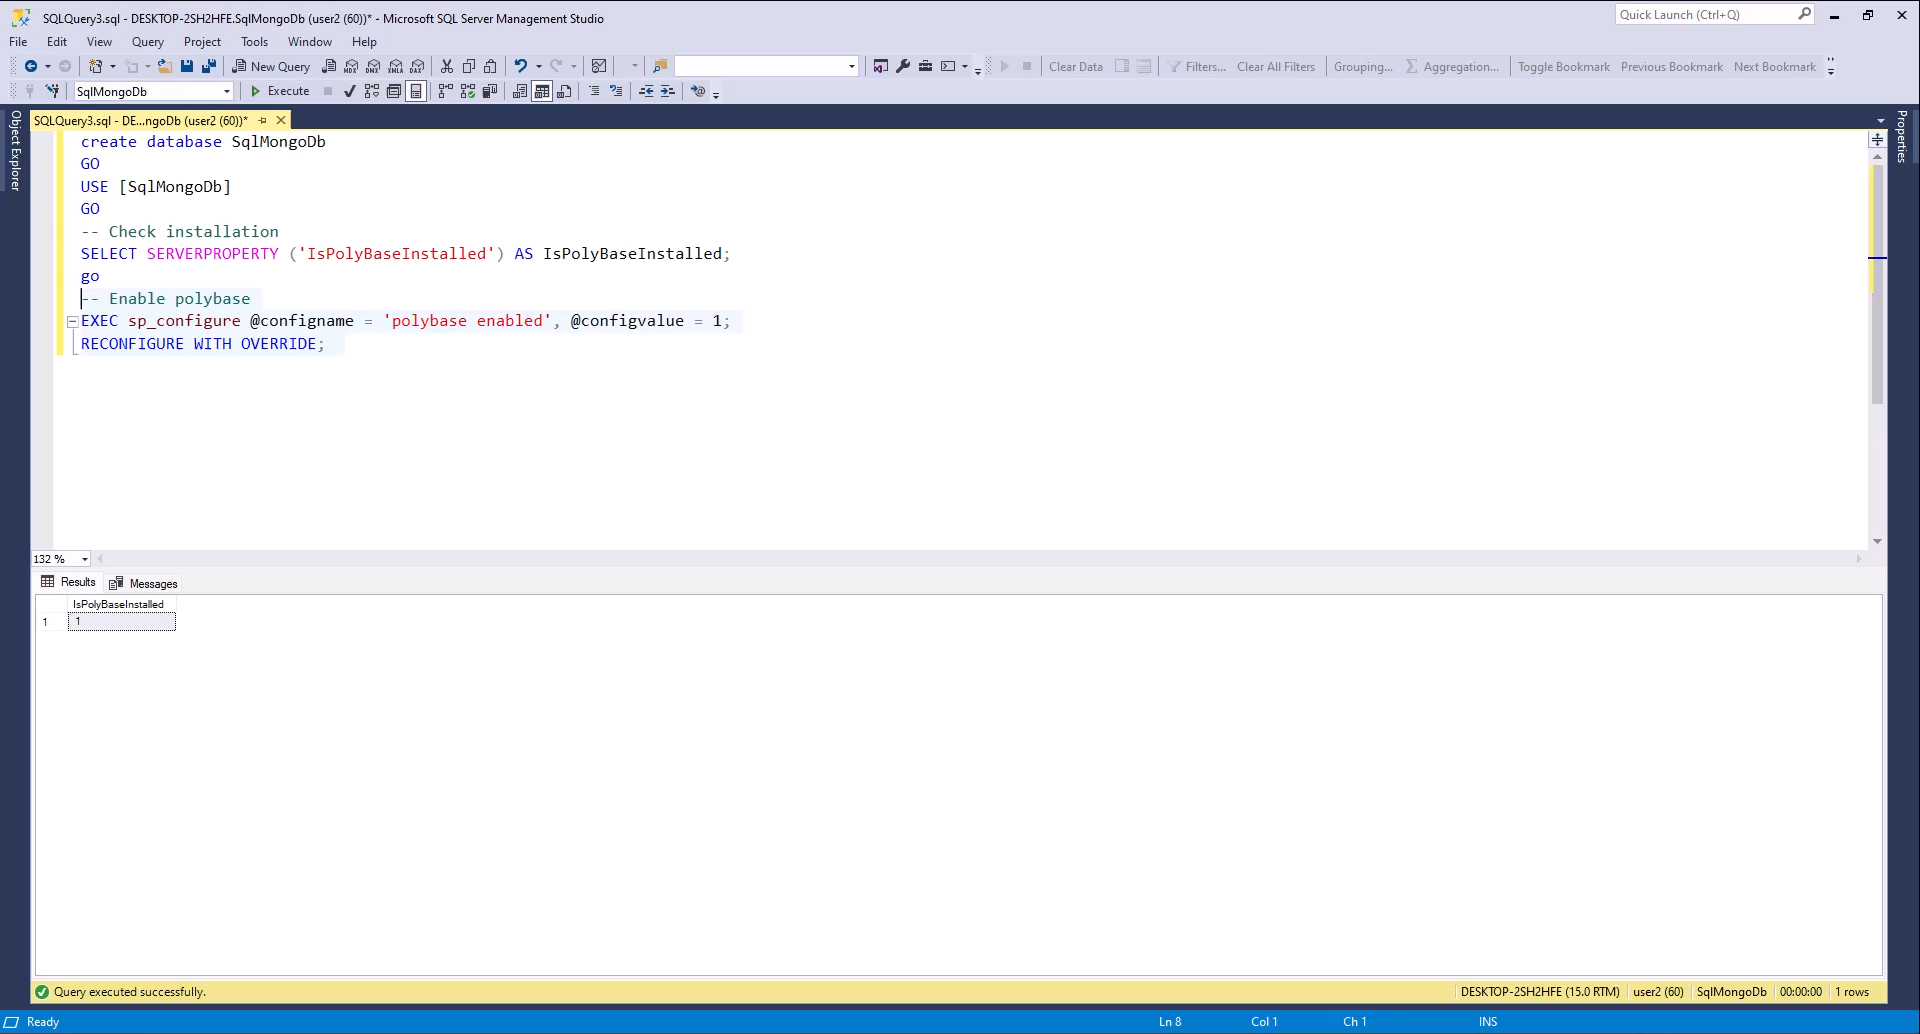 SQLQuery3.sql - DESKTOP-2SH2HFE.SqlMongoDb (user2 (60))* - Microsoft SQL Server Management Studio
Quick Launch (Ctrl+Q)
File Edit View Query Project Tools Window Help
New Query
MDX DMX XMLA DAX
Clear Data Filters... Clear All Filters Grouping... Aggregation... Toggle Bookmark Previous Bookmark Next Bookmark
SqlMongoDb Execute
SQLQuery3.sql - DE...ngoDb (user2 (60))*
Object Explorer
Properties
create database SqlMongoDb
GO
USE [SqlMongoDb]
GO
-- Check installation
SELECT SERVERPROPERTY ('IsPolyBaseInstalled') AS IsPolyBaseInstalled;
go
-- Enable polybase
EXEC sp_configure @configname = 'polybase enabled', @configvalue = 1;
RECONFIGURE WITH OVERRIDE;
132 %
Results Messages
IsPolyBaseInstalled
1 1
Query executed successfully.
DESKTOP-2SH2HFE (15.0 RTM) user2 (60) SqlMongoDb 00:00:00 1 rows
Ready Ln 8 Col 1 Ch 1 INS